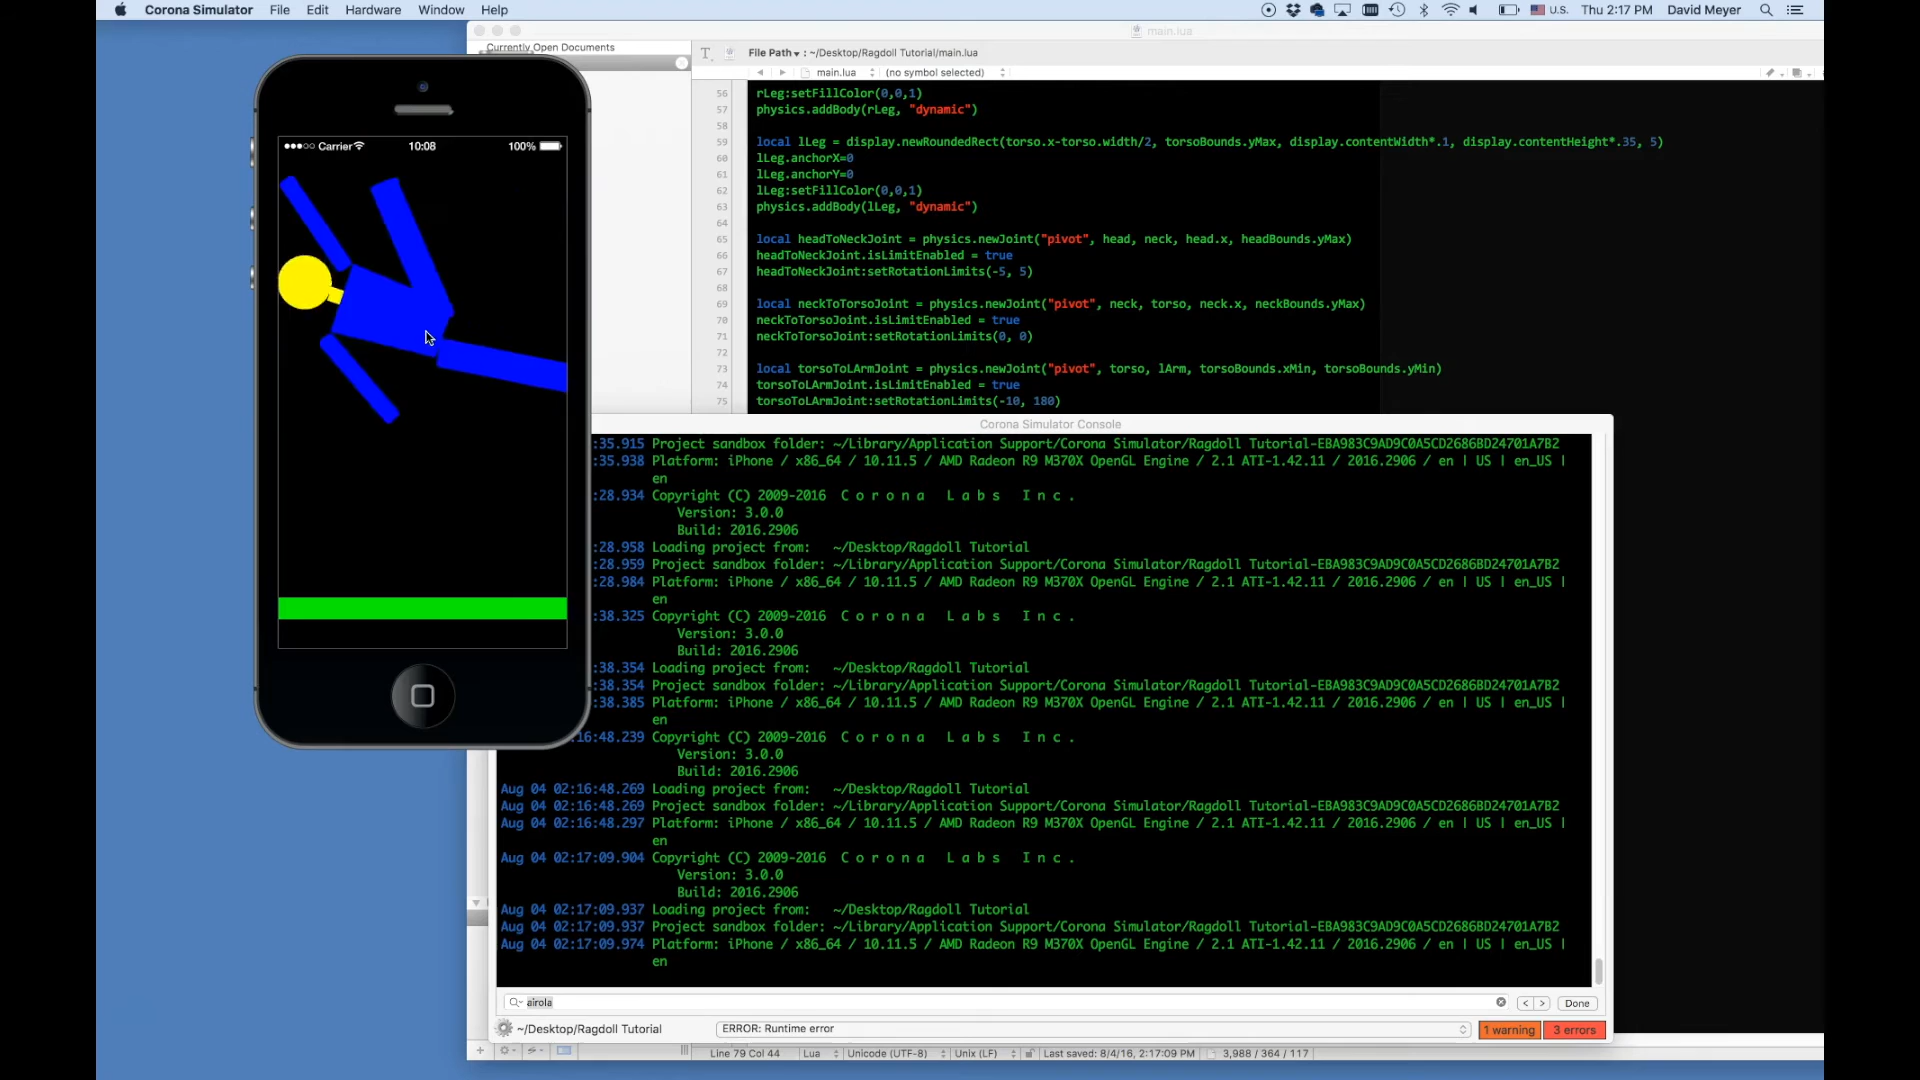 Corona Simulator File Edit Hardware Window Help U.S. Thu 2:17 PM David Meyer
main.lua
Currently Open Documents
File Path : ~/Desktop/Ragdoll Tutorial/main.lua
main.lua (no symbol selected)
Carrier 10:08 100%
56 rLeg:setFillColor(0,0,1)
57 physics.addBody(rLeg, "dynamic")
58
59 local lLeg = display.newRoundedRect(torso.x-torso.width/2, torsoBounds.yMax, display.contentWidth*.1, display.contentHeight*.35, 5)
60 lLeg.anchorX=0
61 lLeg.anchorY=0
62 lLeg:setFillColor(0,0,1)
63 physics.addBody(lLeg, "dynamic")
64
65 local headToNeckJoint = physics.newJoint("pivot", head, neck, head.x, headBounds.yMax)
66 headToNeckJoint.isLimitEnabled = true
67 headToNeckJoint:setRotationLimits(-5, 5)
68
69 local neckToTorsoJoint = physics.newJoint("pivot", neck, torso, neck.x, neckBounds.yMax)
70 neckToTorsoJoint.isLimitEnabled = true
71 neckToTorsoJoint:setRotationLimits(0, 0)
72
73 local torsoToLArmJoint = physics.newJoint("pivot", torso, lArm, torsoBounds.xMin, torsoBounds.yMin)
74 torsoToLArmJoint.isLimitEnabled = true
75 torsoToLArmJoint:setRotationLimits(-10, 180)
Corona Simulator Console
:35.915 Project sandbox folder: ~/Library/Application Support/Corona Simulator/Ragdoll Tutorial-EBA983C9AD9C0A5CD2686BD24701A7B2
:35.938 Platform: iPhone / x86_64 / 10.11.5 / AMD Radeon R9 M370X OpenGL Engine / 2.1 ATI-1.42.11 / 2016.2906 / en | US | en_US |
en
:28.934 Copyright (C) 2009-2016 C o r o n a L a b s I n c .
Version: 3.0.0
Build: 2016.2906
:28.958 Loading project from: ~/Desktop/Ragdoll Tutorial
:28.959 Project sandbox folder: ~/Library/Application Support/Corona Simulator/Ragdoll Tutorial-EBA983C9AD9C0A5CD2686BD24701A7B2
:28.984 Platform: iPhone / x86_64 / 10.11.5 / AMD Radeon R9 M370X OpenGL Engine / 2.1 ATI-1.42.11 / 2016.2906 / en | US | en_US |
en
:38.325 Copyright (C) 2009-2016 C o r o n a L a b s I n c .
Version: 3.0.0
Build: 2016.2906
:38.354 Loading project from: ~/Desktop/Ragdoll Tutorial
:38.354 Project sandbox folder: ~/Library/Application Support/Corona Simulator/Ragdoll Tutorial-EBA983C9AD9C0A5CD2686BD24701A7B2
:38.385 Platform: iPhone / x86_64 / 10.11.5 / AMD Radeon R9 M370X OpenGL Engine / 2.1 ATI-1.42.11 / 2016.2906 / en | US | en_US |
en
:16:48.239 Copyright (C) 2009-2016 C o r o n a L a b s I n c .
Version: 3.0.0
Build: 2016.2906
Aug 04 02:16:48.269 Loading project from: ~/Desktop/Ragdoll Tutorial
Aug 04 02:16:48.269 Project sandbox folder: ~/Library/Application Support/Corona Simulator/Ragdoll Tutorial-EBA983C9AD9C0A5CD2686BD24701A7B2
Aug 04 02:16:48.297 Platform: iPhone / x86_64 / 10.11.5 / AMD Radeon R9 M370X OpenGL Engine / 2.1 ATI-1.42.11 / 2016.2906 / en | US | en_US |
en
Aug 04 02:17:09.904 Copyright (C) 2009-2016 C o r o n a L a b s I n c .
Version: 3.0.0
Build: 2016.2906
Aug 04 02:17:09.937 Loading project from: ~/Desktop/Ragdoll Tutorial
Aug 04 02:17:09.937 Project sandbox folder: ~/Library/Application Support/Corona Simulator/Ragdoll Tutorial-EBA983C9AD9C0A5CD2686BD24701A7B2
Aug 04 02:17:09.974 Platform: iPhone / x86_64 / 10.11.5 / AMD Radeon R9 M370X OpenGL Engine / 2.1 ATI-1.42.11 / 2016.2906 / en | US | en_US |
en
airola < > Done
~/Desktop/Ragdoll Tutorial ERROR: Runtime error 1 warning 3 errors
Line 79 Col 44 Lua Unicode (UTF-8) Unix (LF) Last saved: 8/4/16, 2:17:09 PM 3,988 / 364 / 117